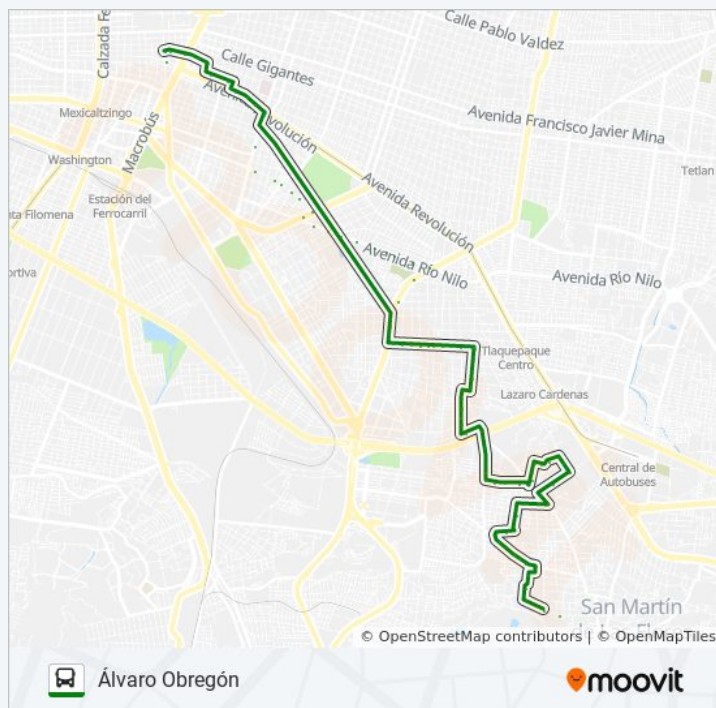 Calle Pablo Valdez
Calzada Fe
Calle Gigantes
Avenida Revolución
Mexicaltzingo
Macrobús
Avenida Francisco Javier Mina
Washington
Tetlan
Avenida Revolución
Estación del
Ferrocarril
nta Filomena
Avenida Río Nilo
portiva
Avenida Río Nilo
Tlaquepaque
Centro
Lazaro Cardenas
Central de
Autobuses
San Martín
© OpenStreetMap contributors | © OpenMapTiles
Álvaro Obregón
moovit